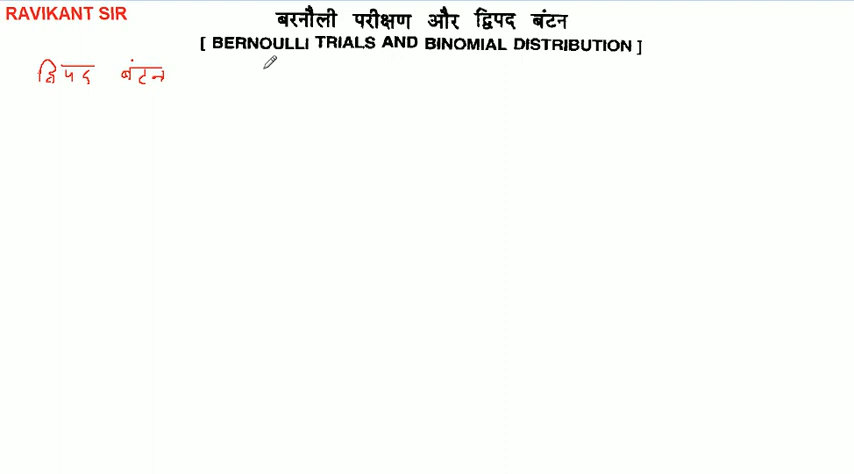 RAVIKANT SIR
बरनौली परीक्षण और द्विपद बंटन
[ BERNOULLI TRIALS AND BINOMIAL DISTRIBUTION ]
द्विपद बंटन